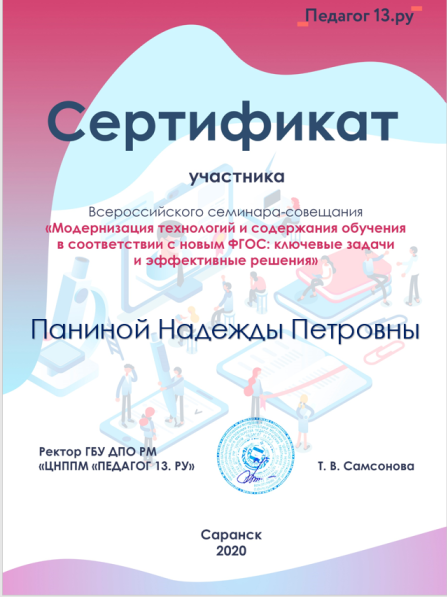 Педагог 13.ру
Сертификат
участника
Всероссийского семинара-совещания
«Модернизация технологий и содержания обучения
в соответствии с новым ФГОС: ключевые задачи
и эффективные решения»
Паниной Надежды Петровны
Ректор ГБУ ДПО РМ
«ЦНППМ «ПЕДАГОГ 13. РУ»
Т. В. Самсонова
Саранск
2020